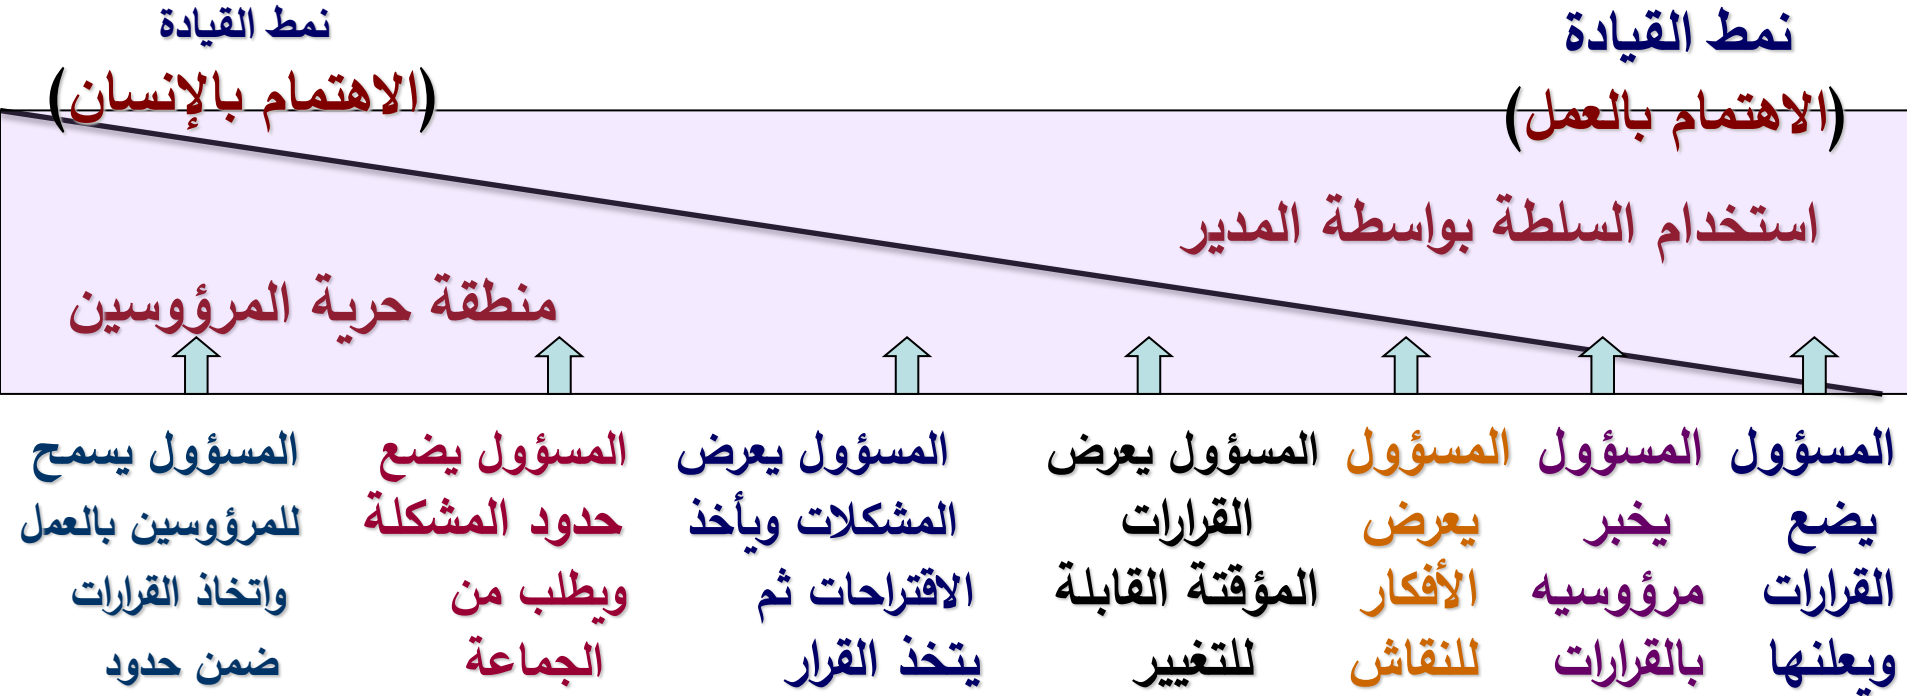 نمط القيادة
(الاهتمام بالعمل)
نمط القيادة
(الاهتمام بالإنسان)
استخدام السلطة بواسطة المدير
منطقة حرية المرؤوسين
المسؤول
يضع
القرارات
ويعلنها
المسؤول
يخبر
مرؤوسيه
بالقرارات
المسؤول
يعرض
الأفكار
للنقاش
المسؤول يعرض
القرارات
المؤقتة القابلة
للتغيير
المسؤول يعرض
المشكلات ويأخذ
الاقتراحات ثم
يتخذ القرار
المسؤول يضع
حدود المشكلة
ويطلب من
الجماعة
المسؤول يسمح
للمرؤوسين بالعمل
واتخاذ القرارات
ضمن حدود